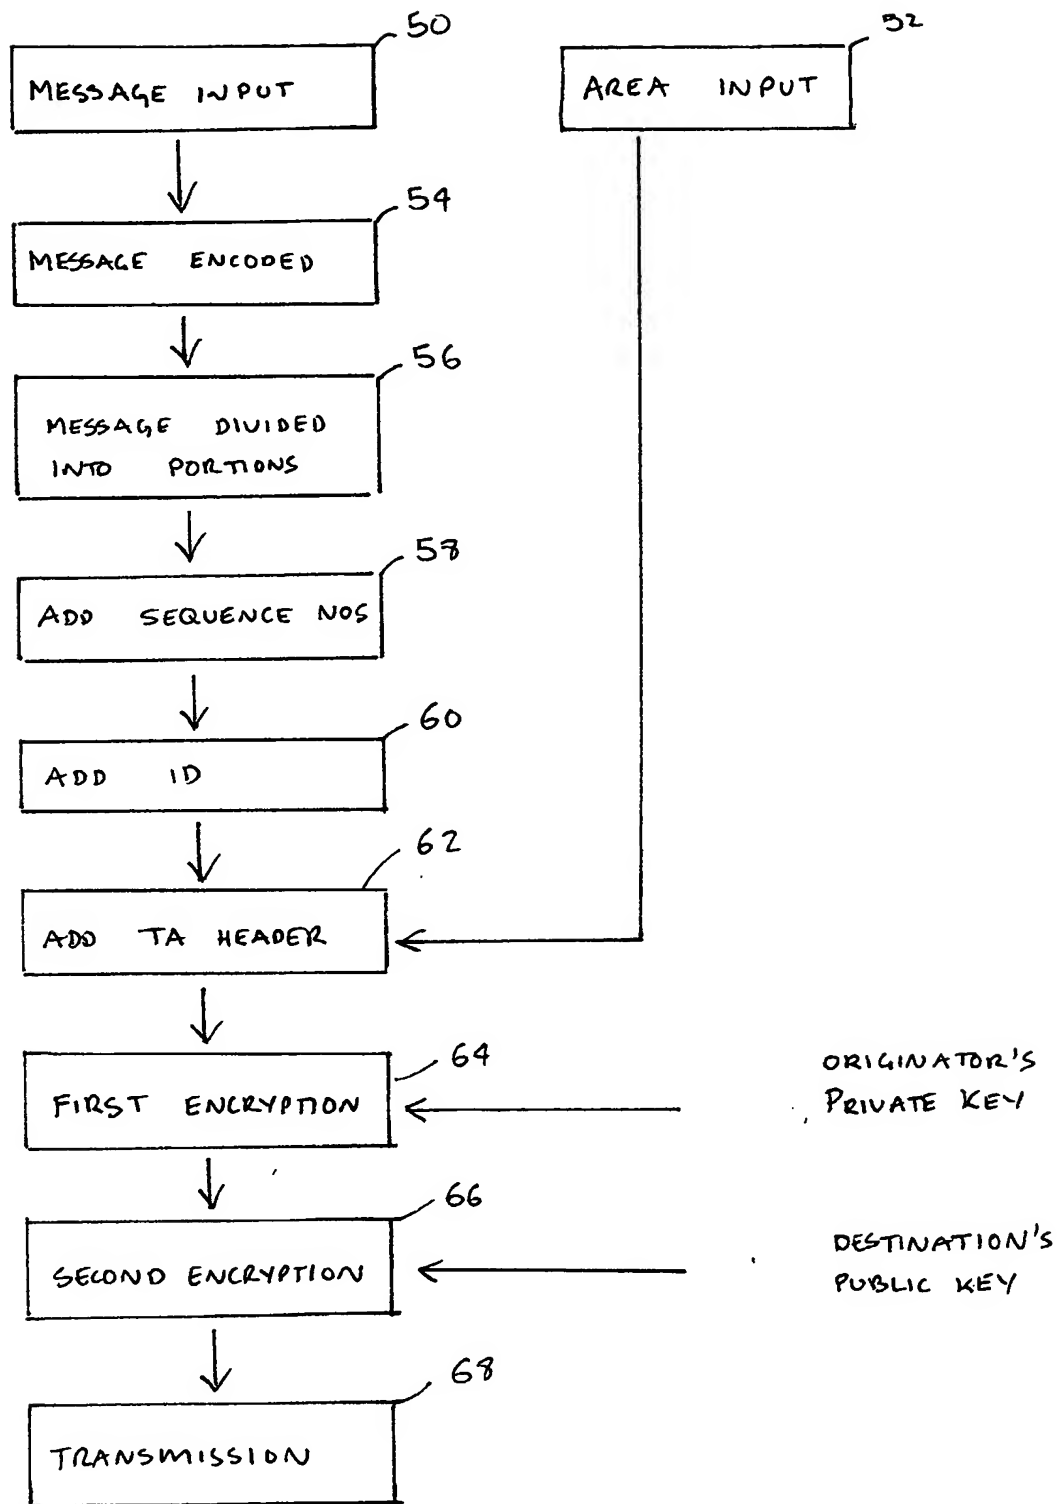 50
MESSAGE INPUT
52
AREA INPUT
54
MESSAGE ENCODED
56
MESSAGE DIVIDED
INTO PORTIONS
58
ADD SEQUENCE NOS
60
ADD ID
62
ADD TA HEADER
64
FIRST ENCRYPTION
ORIGINATOR'S
PRIVATE KEY
66
SECOND ENCRYPTION
DESTINATION'S
PUBLIC KEY
68
TRANSMISSION